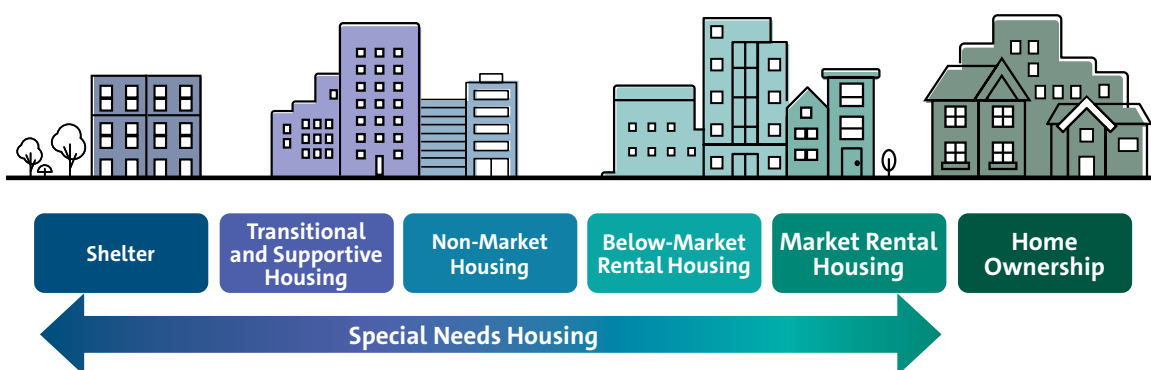 Shelter
Transitional
and Supportive
Housing
Non-Market
Housing
Below-Market
Rental Housing
Market Rental
Housing
Home
Ownership
Special Needs Housing